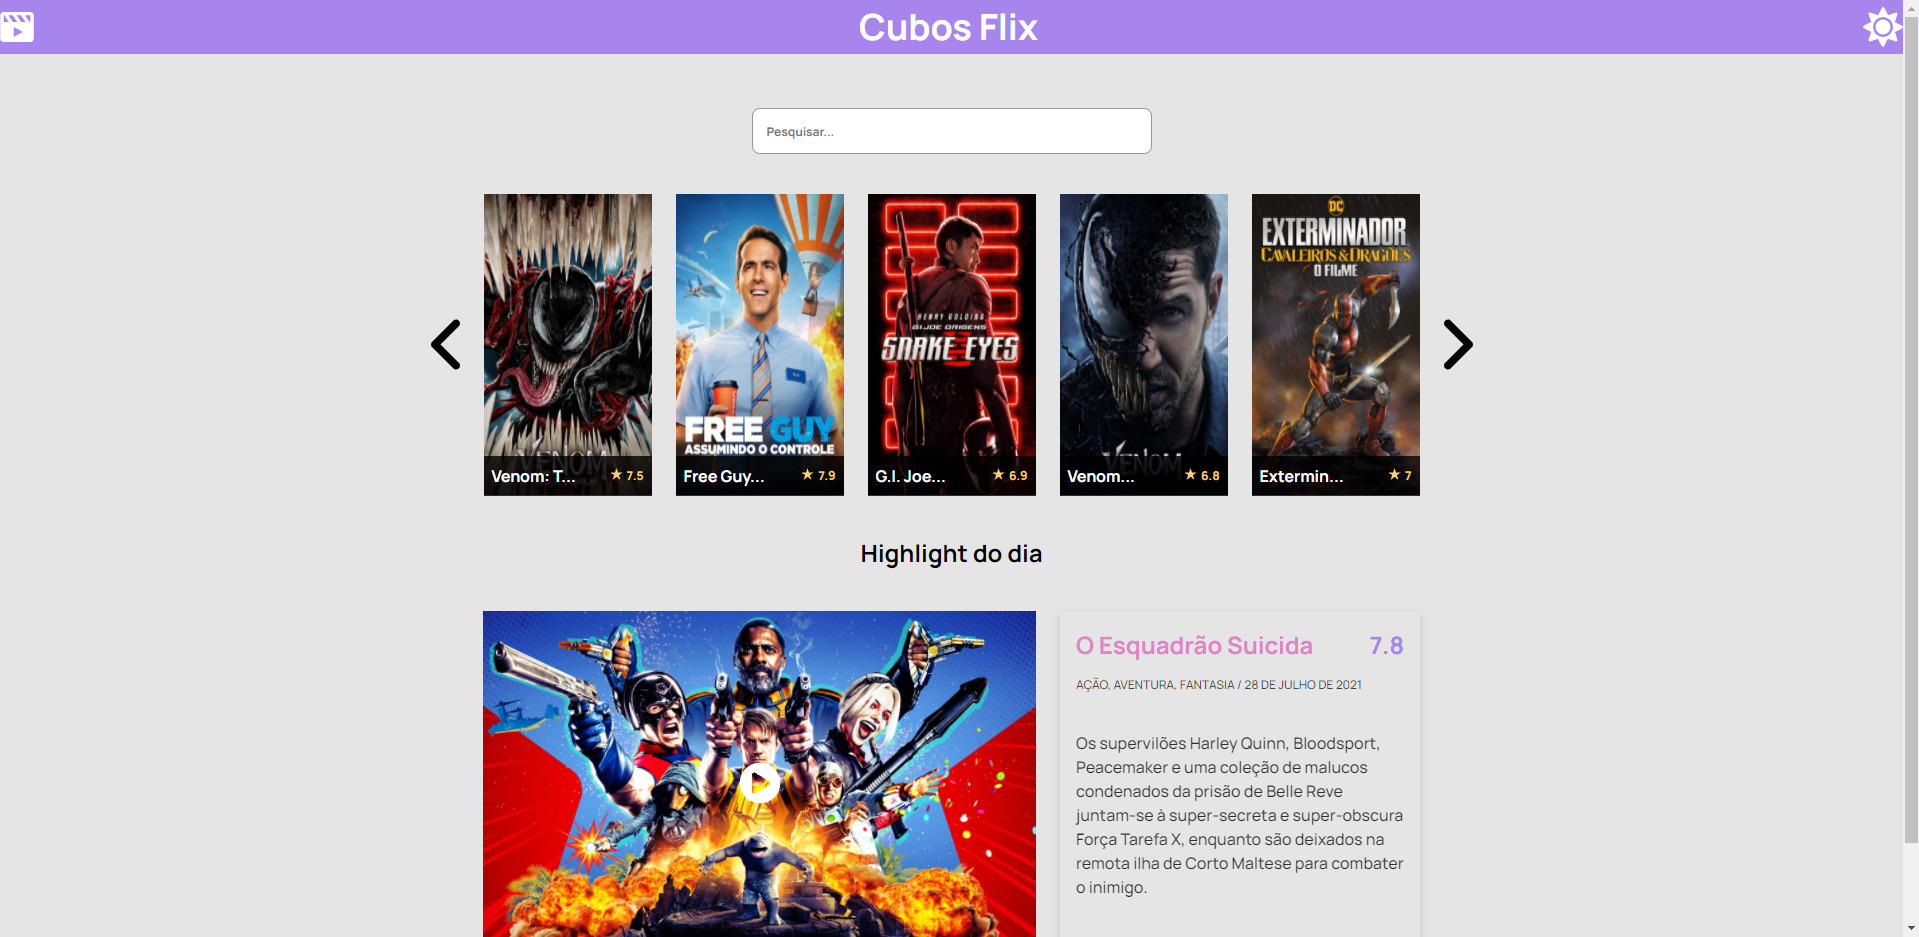 Cubos Flix
Pesquisar...
VENOM
Venom: T... ★ 7.5
FREE GUY
ASSUMINDO O CONTROLE
Free Guy... ★ 7.9
HENRY GOLDING
G.I. JOE ORIGENS
SNAKE EYES
G.I. Joe... ★ 6.9
VENOM
Venom... ★ 6.8
DC
EXTERMINADOR
CAVALEIROS & DRAGÕES
O FILME
Extermin... ★ 7
Highlight do dia
O Esquadrão Suicida 7.8
AÇÃO, AVENTURA, FANTASIA / 28 DE JULHO DE 2021
Os supervilões Harley Quinn, Bloodsport,
Peacemaker e uma coleção de malucos
condenados da prisão de Belle Reve
juntam-se à super-secreta e super-obscura
Força Tarefa X, enquanto são deixados na
remota ilha de Corto Maltese para combater
o inimigo.